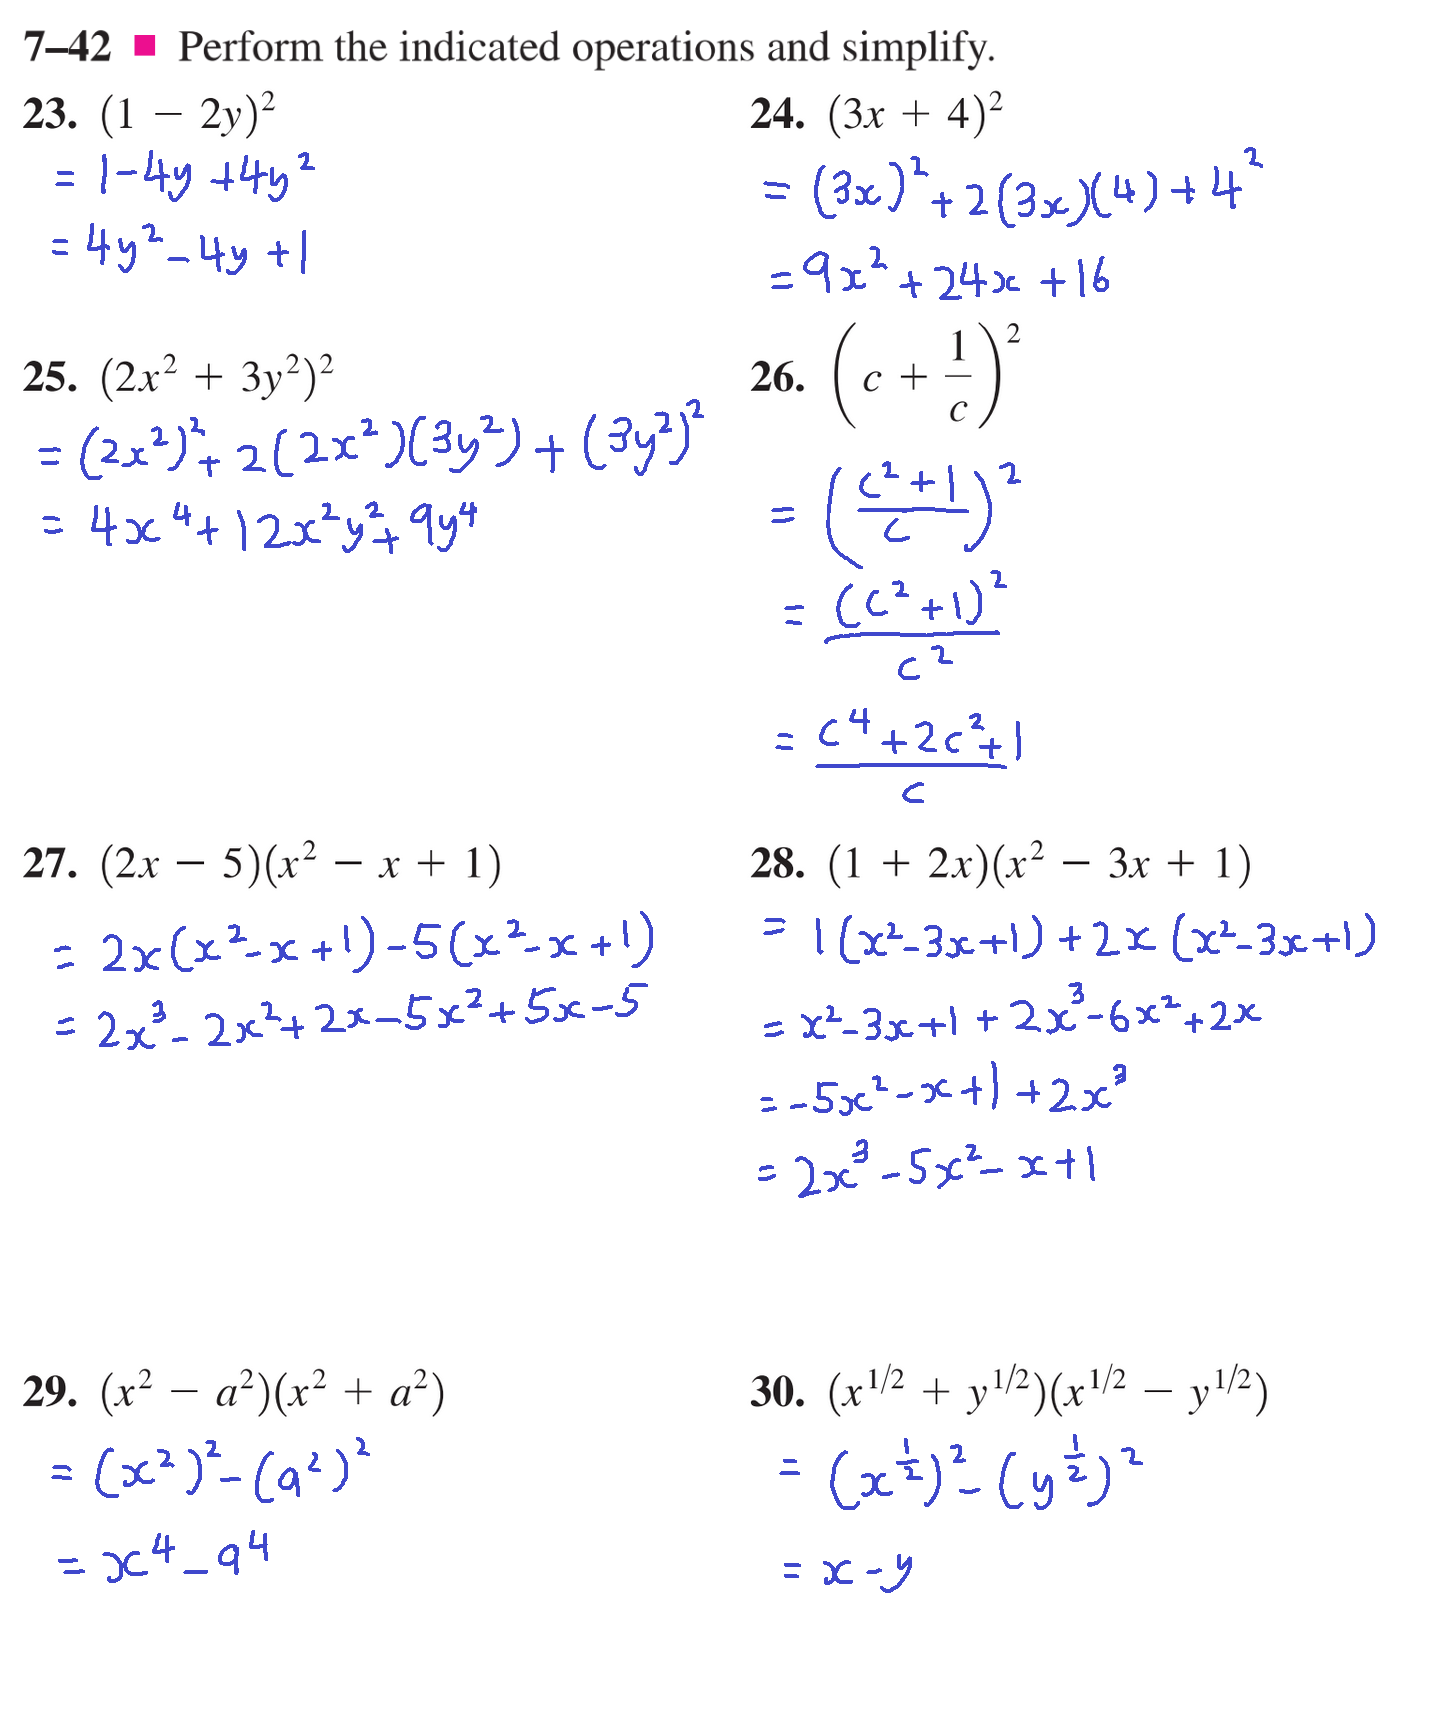 7–42 ■ Perform the indicated operations and simplify.
23. (1 − 2y)²
= 1-4y +4y²
= 4y² - 4y +1
24. (3x + 4)²
= (3x)² + 2(3x)(4) + 4²
= 9x² + 24x + 16
25. (2x² + 3y²)²
= (2x²)² + 2(2x²)(3y²) + (3y²)²
= 4x⁴ + 12x²y² + 9y⁴
26. (c + 1/c)²
= ((c²+1)/c)²
= (c²+1)²/c²
= (c⁴+2c²+1)/c
27. (2x − 5)(x² − x + 1)
= 2x(x²-x+1) -5(x²-x+1)
= 2x³ - 2x² + 2x - 5x² + 5x - 5
28. (1 + 2x)(x² − 3x + 1)
= 1(x²-3x+1) + 2x(x²-3x+1)
= x²-3x+1 + 2x³-6x²+2x
= -5x² - x + 1 + 2x³
= 2x³ - 5x² - x + 1
29. (x² − a²)(x² + a²)
= (x²)² - (a²)²
= x⁴ - a⁴
30. (x^1/2 + y^1/2)(x^1/2 − y^1/2)
= (x^1/2)² - (y^1/2)²
= x - y